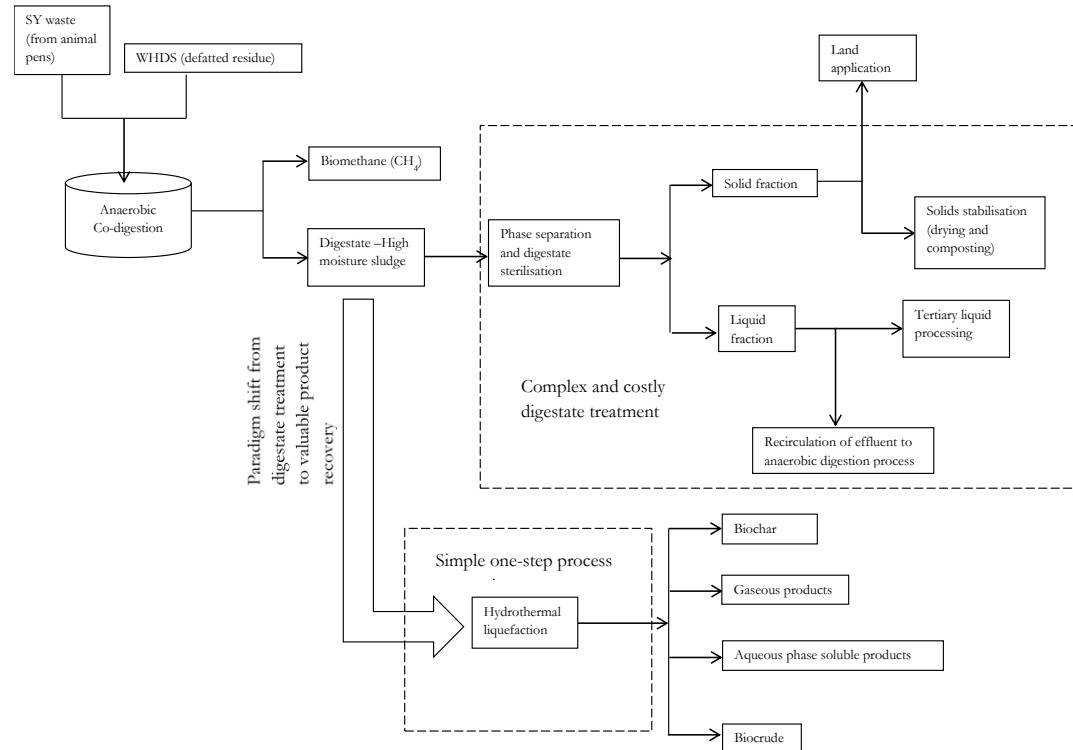 SY waste
(from animal
pens)
WHDS (defatted residue)
Anaerobic
Co-digestion
Biomethane (CH4)
Digestate –High
moisture sludge
Phase separation
and digestate
sterilisation
Solid fraction
Land
application
Solids stabilisation
(drying and
composting)
Liquid
fraction
Tertiary liquid
processing
Recirculation of effluent to
anaerobic digestion process
Complex and costly
digestate treatment
Paradigm shift from
digestate treatment
to valuable product
recovery
Simple one-step process
.
Hydrothermal
liquefaction
Biochar
Gaseous products
Aqueous phase soluble products
Biocrude